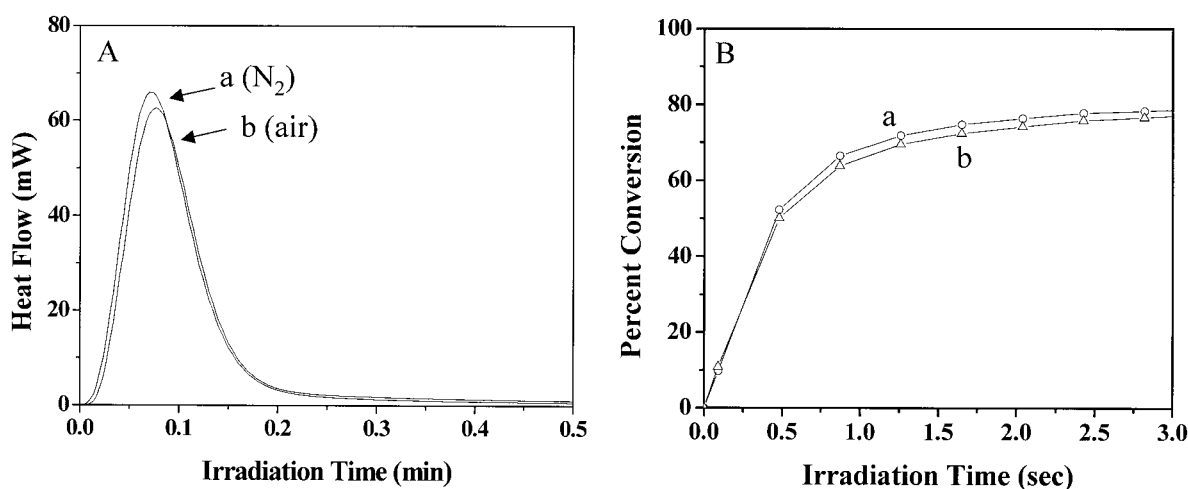 A
a (N₂)
b (air)
Heat Flow (mW)
80
60
40
20
0
0.0 0.1 0.2 0.3 0.4 0.5
Irradiation Time (min)
B
a
b
Percent Conversion
100
80
60
40
20
0
0.0 0.5 1.0 1.5 2.0 2.5 3.0
Irradiation Time (sec)